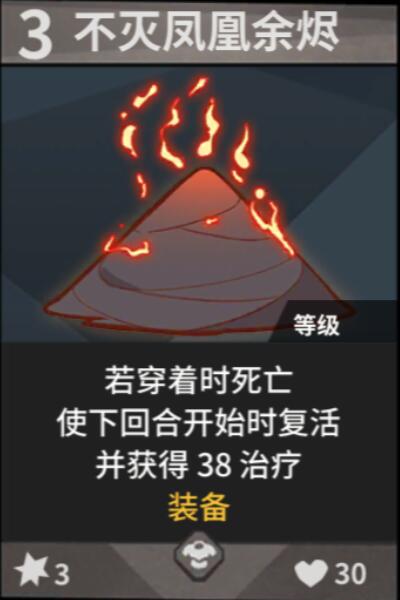 3 不灭凤凰余烬
等级
若穿着时死亡
使下回合开始时复活
并获得 38 治疗
装备
3 30